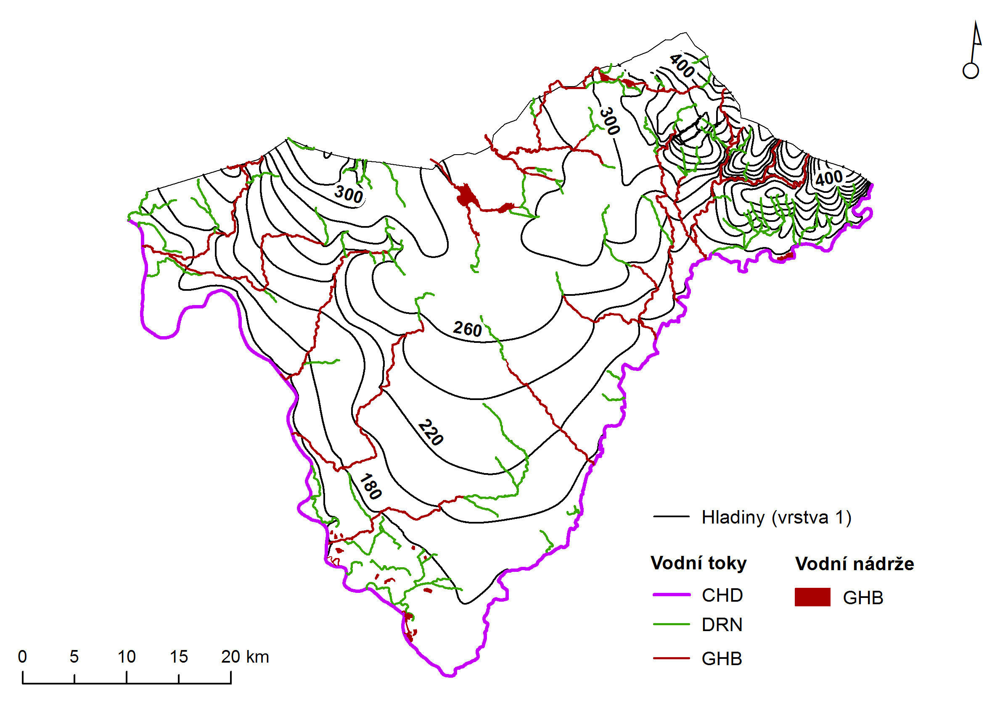 400
300
400
300
260
220
180
Hladiny (vrstva 1)
Vodní toky
Vodní nádrže
CHD
GHB
DRN
GHB
0 5 10 15 20 km